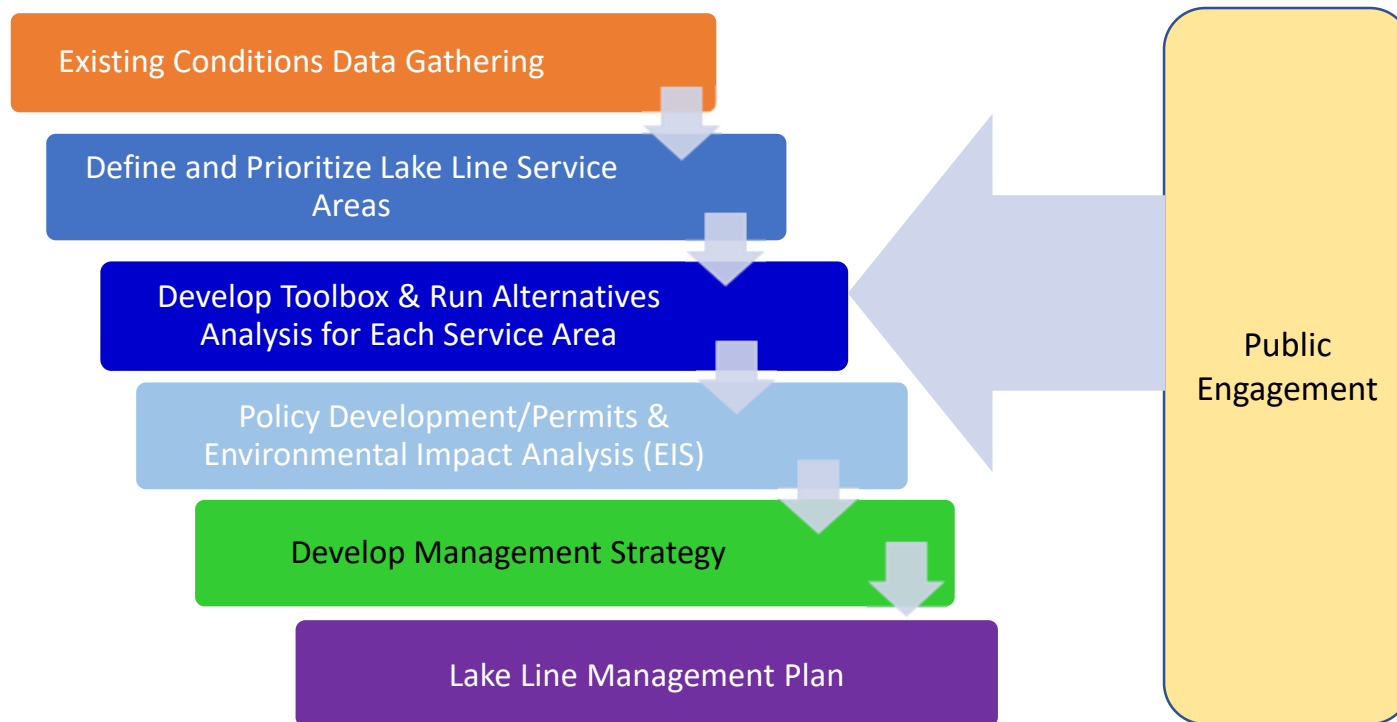 Existing Conditions Data Gathering
Define and Prioritize Lake Line Service
Areas
Develop Toolbox & Run Alternatives
Analysis for Each Service Area
Policy Development/Permits &
Environmental Impact Analysis (EIS)
Develop Management Strategy
Lake Line Management Plan
Public
Engagement